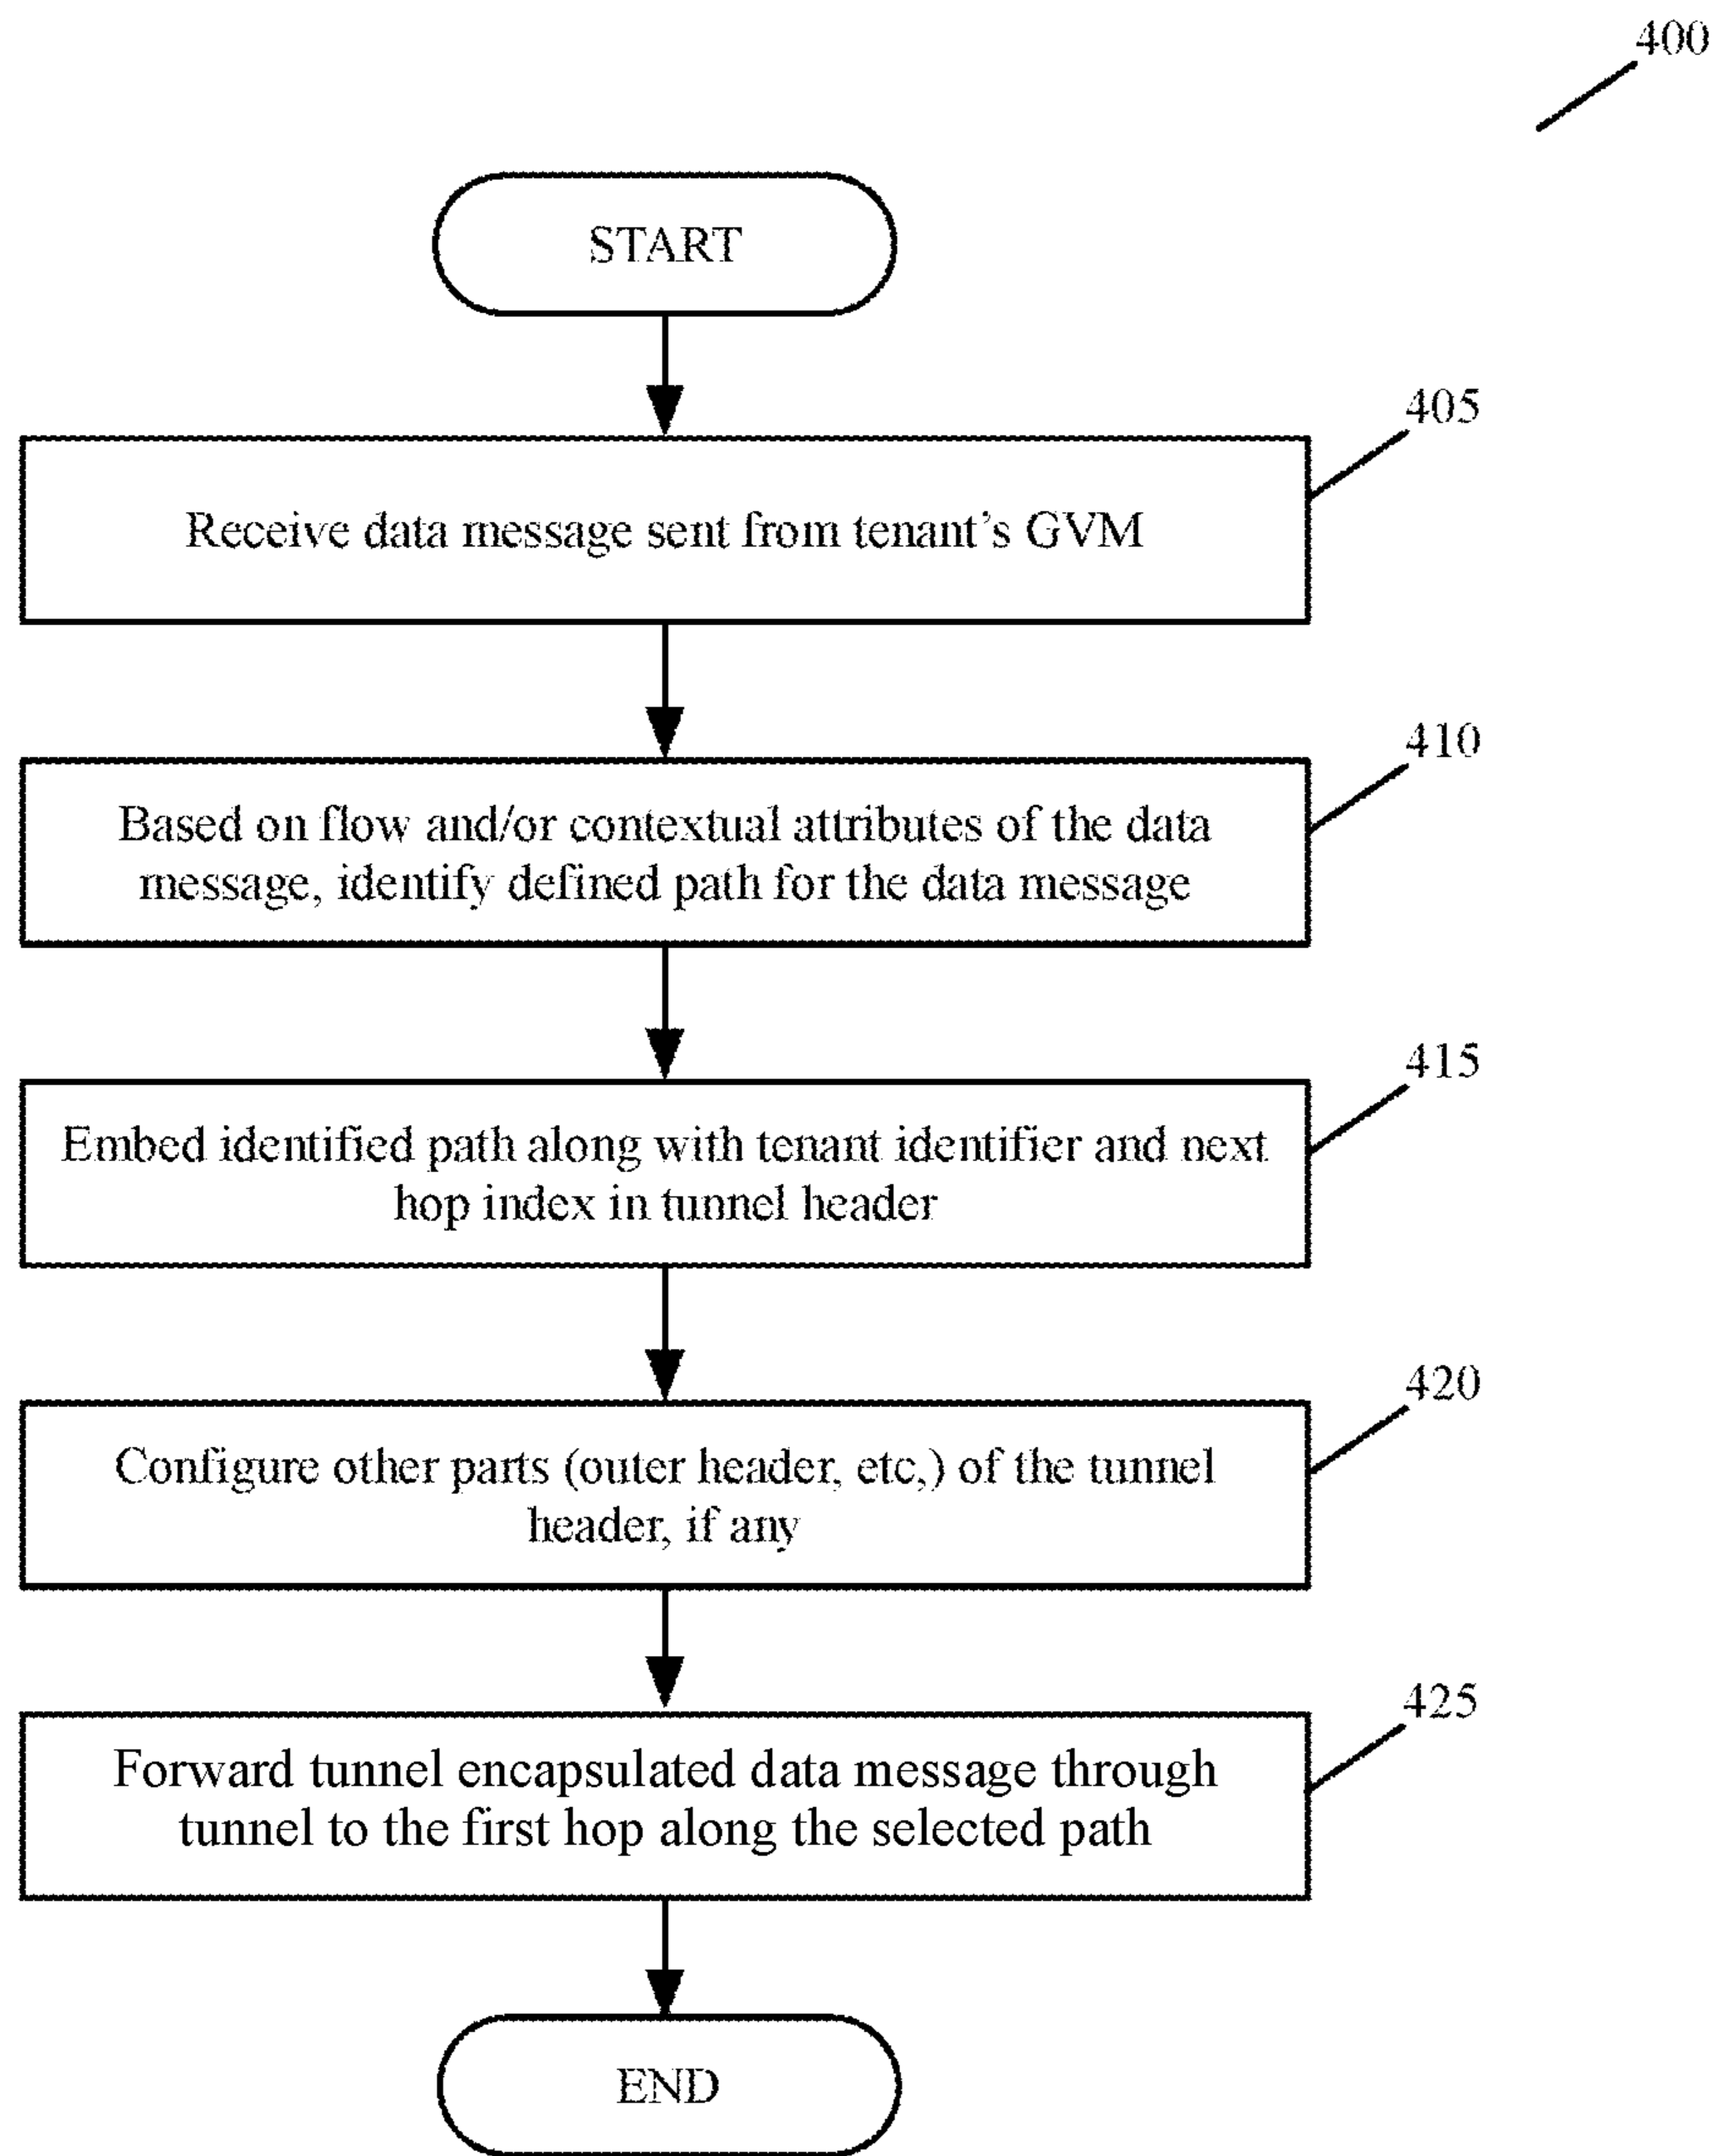 400
START
405
Receive data message sent from tenant's GVM
410
Based on flow and/or contextual attributes of the data
message, identify defined path for the data message
415
Embed identified path along with tenant identifier and next
hop index in tunnel header
420
Configure other parts (outer header, etc,) of the tunnel
header, if any
425
Forward tunnel encapsulated data message through
tunnel to the first hop along the selected path
END